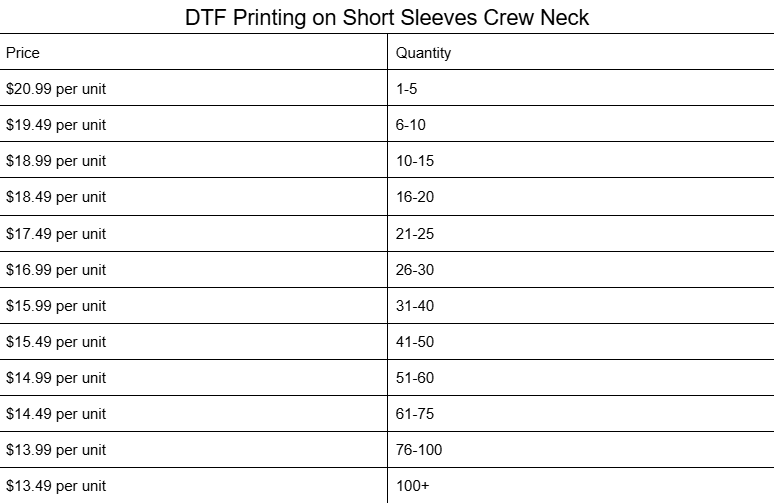 DTF Printing on Short Sleeves Crew Neck
Price Quantity
$20.99 per unit 1-5
$19.49 per unit 6-10
$18.99 per unit 10-15
$18.49 per unit 16-20
$17.49 per unit 21-25
$16.99 per unit 26-30
$15.99 per unit 31-40
$15.49 per unit 41-50
$14.99 per unit 51-60
$14.49 per unit 61-75
$13.99 per unit 76-100
$13.49 per unit 100+